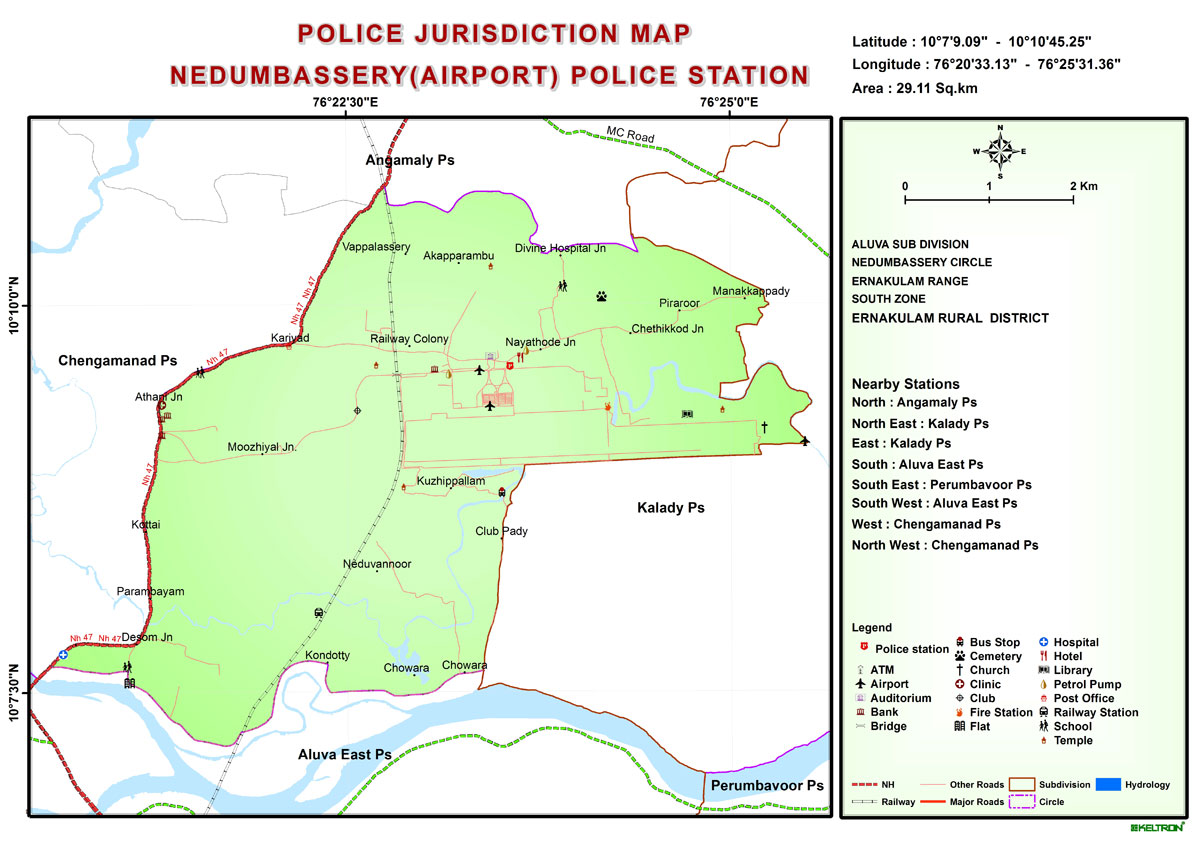 POLICE JURISDICTION MAP
NEDUMBASSERY(AIRPORT) POLICE STATION
Latitude : 10°7'9.09" - 10°10'45.25"
Longitude : 76°20'33.13" - 76°25'31.36"
Area : 29.11 Sq.km
76°22'30"E
76°25'0"E
10°10'0"N
10°7'30"N
MC Road
Angamaly Ps
Vappalassery
Akapparambu
Divine Hospital Jn
Manakkappady
Piraroor
Chethikkod Jn
Nh 47
Nh 47
Kariyad
Railway Colony
Nayathode Jn
Chengamanad Ps
Nh 47
Athani Jn
Moozhiyal Jn.
Nh 47
Kuzhippallam
Kalady Ps
Kottai
Club Pady
Neduvannoor
Parambayam
Nh 47
Nh 47
Desom Jn
Kondotty
Chowara
Chowara
Aluva East Ps
Perumbavoor Ps
N
W
E
S
0
1
2 Km
ALUVA SUB DIVISION
NEDUMBASSERY CIRCLE
ERNAKULAM RANGE
SOUTH ZONE
ERNAKULAM RURAL DISTRICT
Nearby Stations
North : Angamaly Ps
North East : Kalady Ps
East : Kalady Ps
South : Aluva East Ps
South East : Perumbavoor Ps
South West : Aluva East Ps
West : Chengamanad Ps
North West : Chengamanad Ps
Legend
Police station
ATM
Airport
Auditorium
Bank
Bridge
Bus Stop
Cemetery
Church
Clinic
Club
Fire Station
Flat
Hospital
Hotel
Library
Petrol Pump
Post Office
Railway Station
School
Temple
NH
Other Roads
Subdivision
Hydrology
Railway
Major Roads
Circle
KELTRON